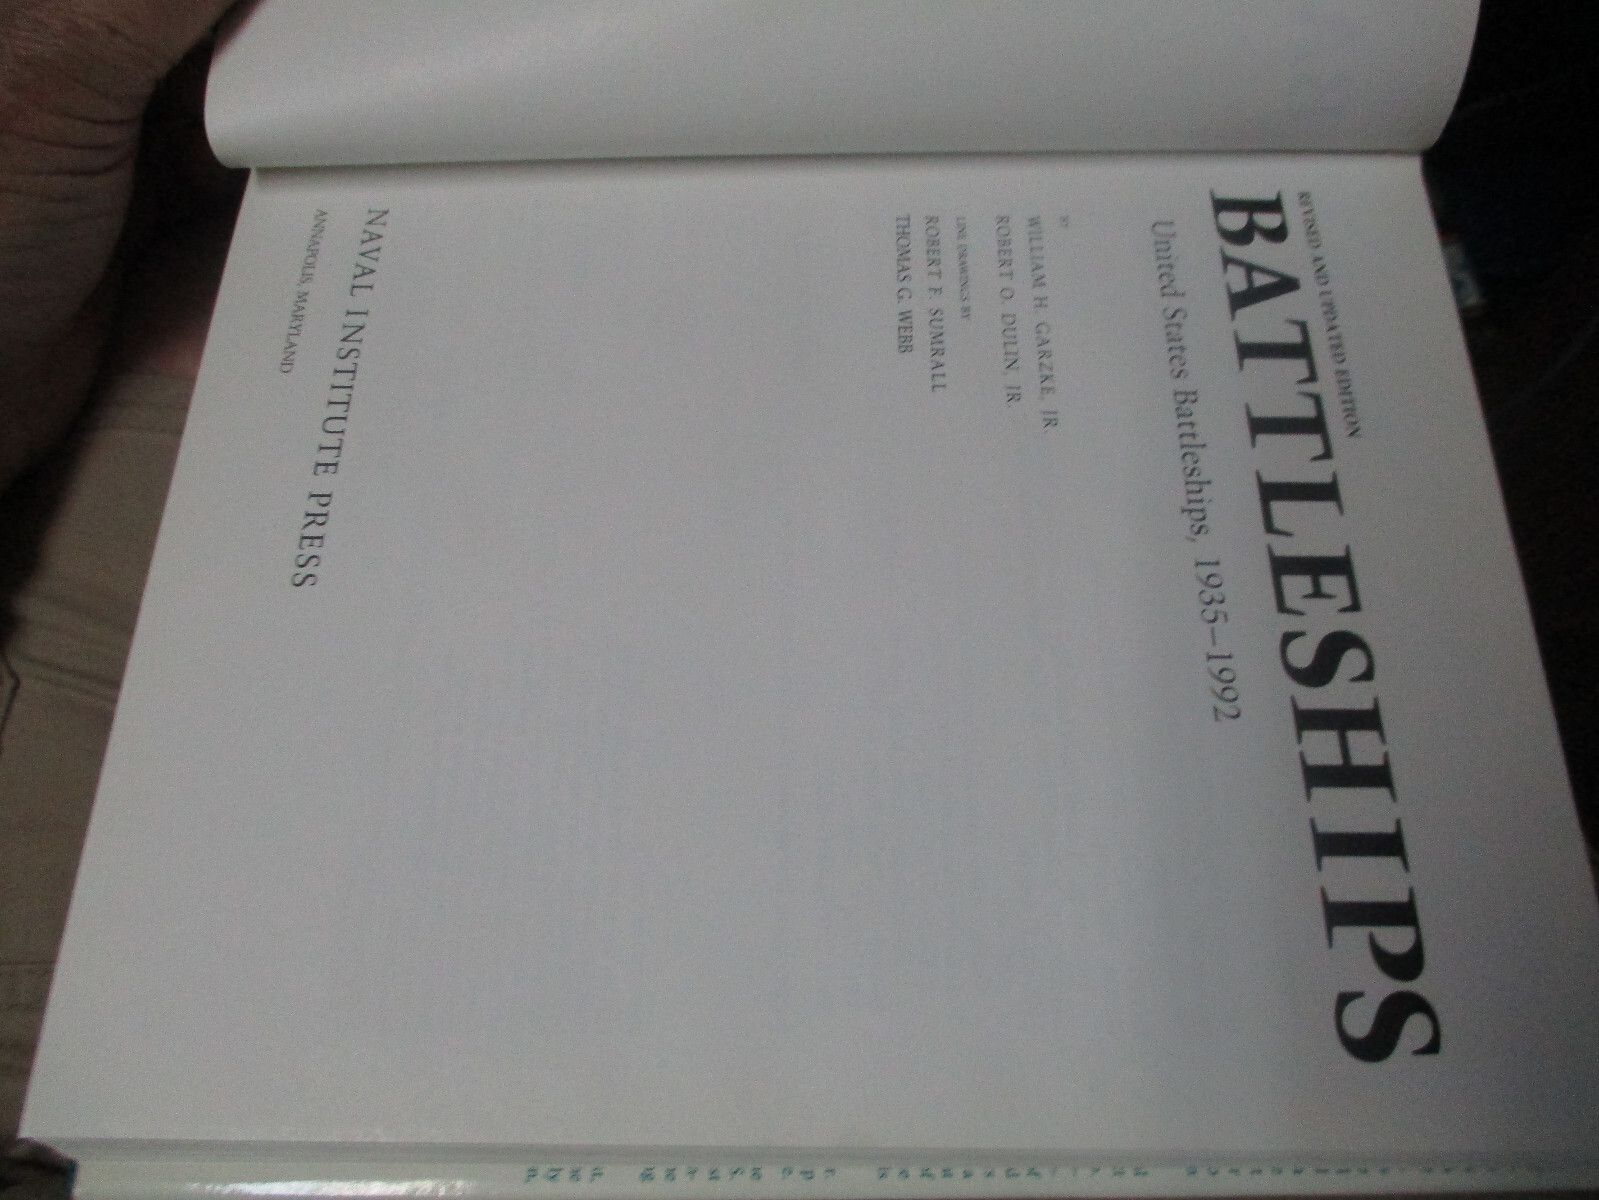 REVISED AND UPDATED EDITION
BATTLESHIPS
United States Battleships, 1935–1992
BY
WILLIAM H. GARZKE, JR.
ROBERT O. DULIN, JR.
LINE DRAWINGS BY
ROBERT F. SUMRALL
THOMAS G. WEBB
NAVAL INSTITUTE PRESS
ANNAPOLIS, MARYLAND